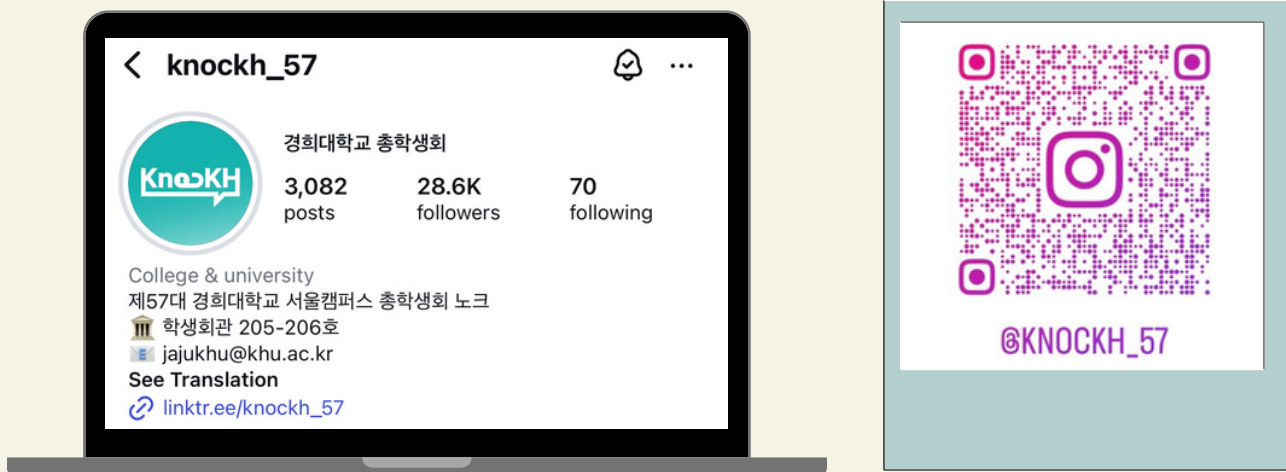 knockh_57
KnocKH
경희대학교 총학생회
3,082 28.6K 70
posts followers following
College & university
제57대 경희대학교 서울캠퍼스 총학생회 노크
학생회관 205-206호
jajukhu@khu.ac.kr
See Translation
linktr.ee/knockh_57
@KNOCKH_57